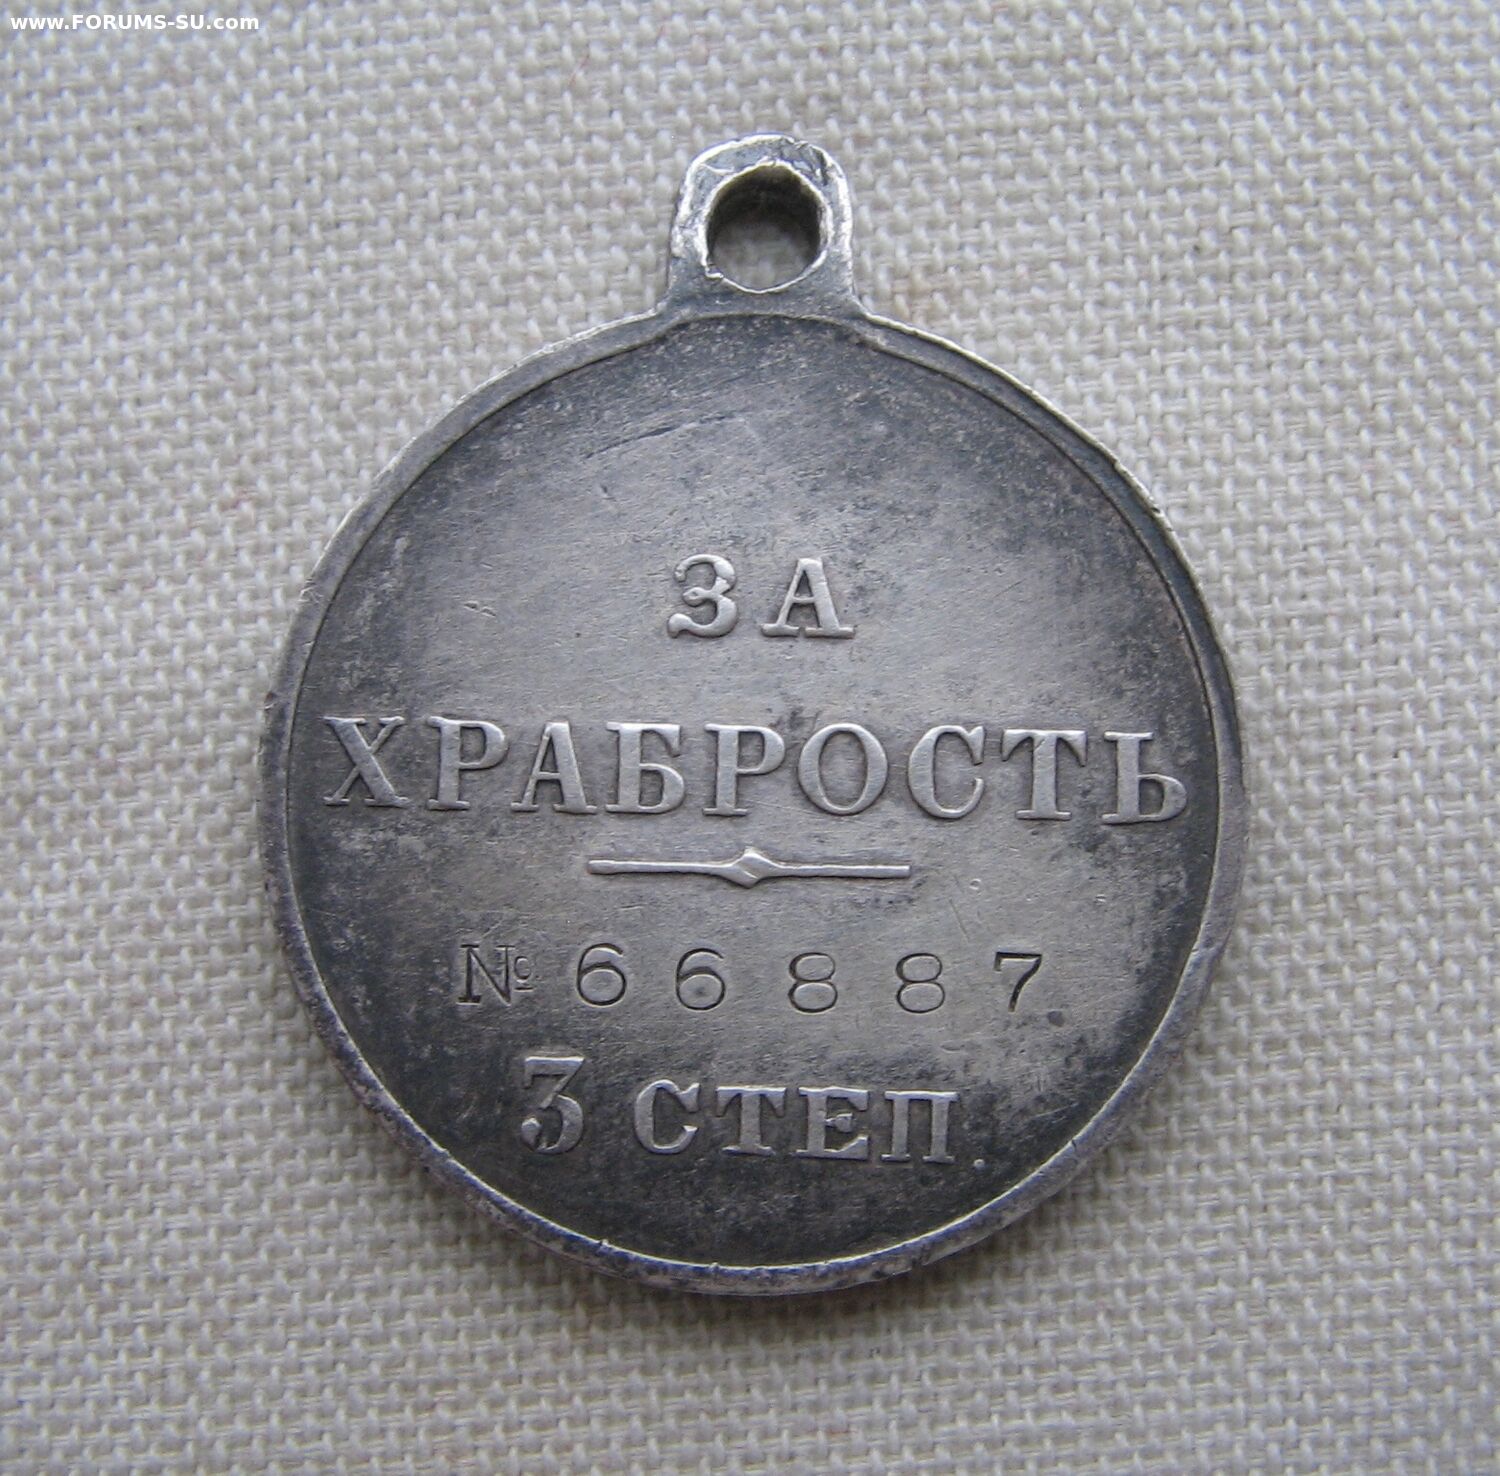 www.FORUMS-SU.com
ЗА
ХРАБРОСТЬ
№ 66887
3 СТЕП.